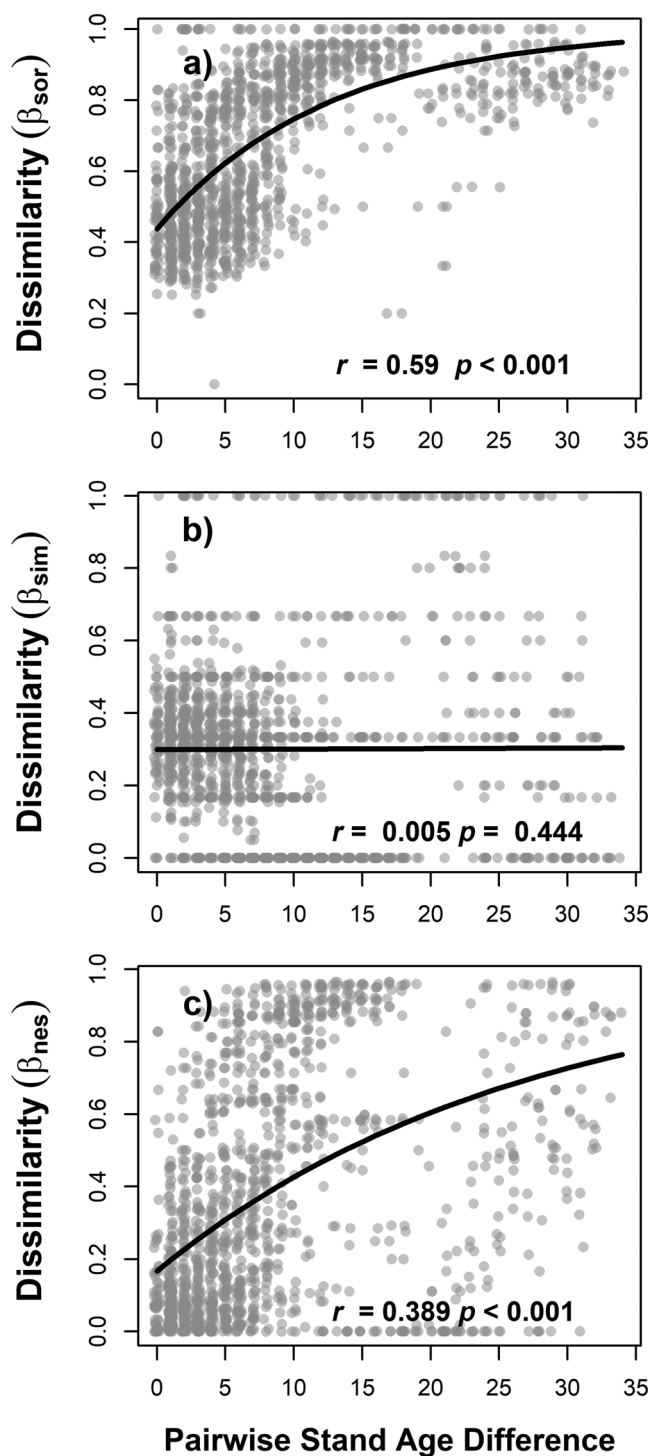 a)
Dissimilarity (βsor)
1.0
0.8
0.6
0.4
0.2
0.0
r = 0.59 p < 0.001
0 5 10 15 20 25 30 35
b)
Dissimilarity (βsim)
1.0
0.8
0.6
0.4
0.2
0.0
r = 0.005 p = 0.444
0 5 10 15 20 25 30 35
c)
Dissimilarity (βnes)
1.0
0.8
0.6
0.4
0.2
0.0
r = 0.389 p < 0.001
0 5 10 15 20 25 30 35
Pairwise Stand Age Difference